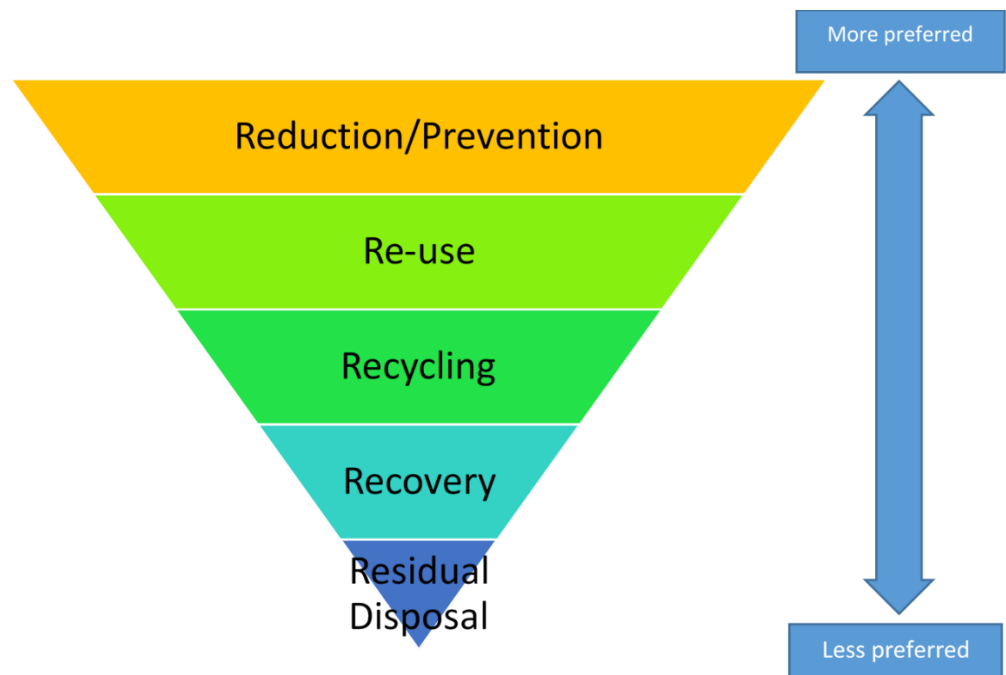 More preferred
Reduction/Prevention
Re-use
Recycling
Recovery
Residual
Disposal
Less preferred